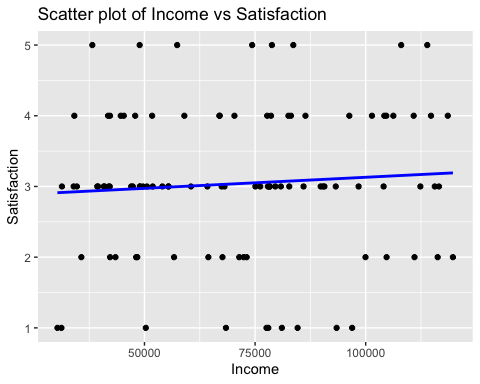 Scatter plot of Income vs Satisfaction
5
4
3
2
1
Satisfaction
50000 75000 100000
Income